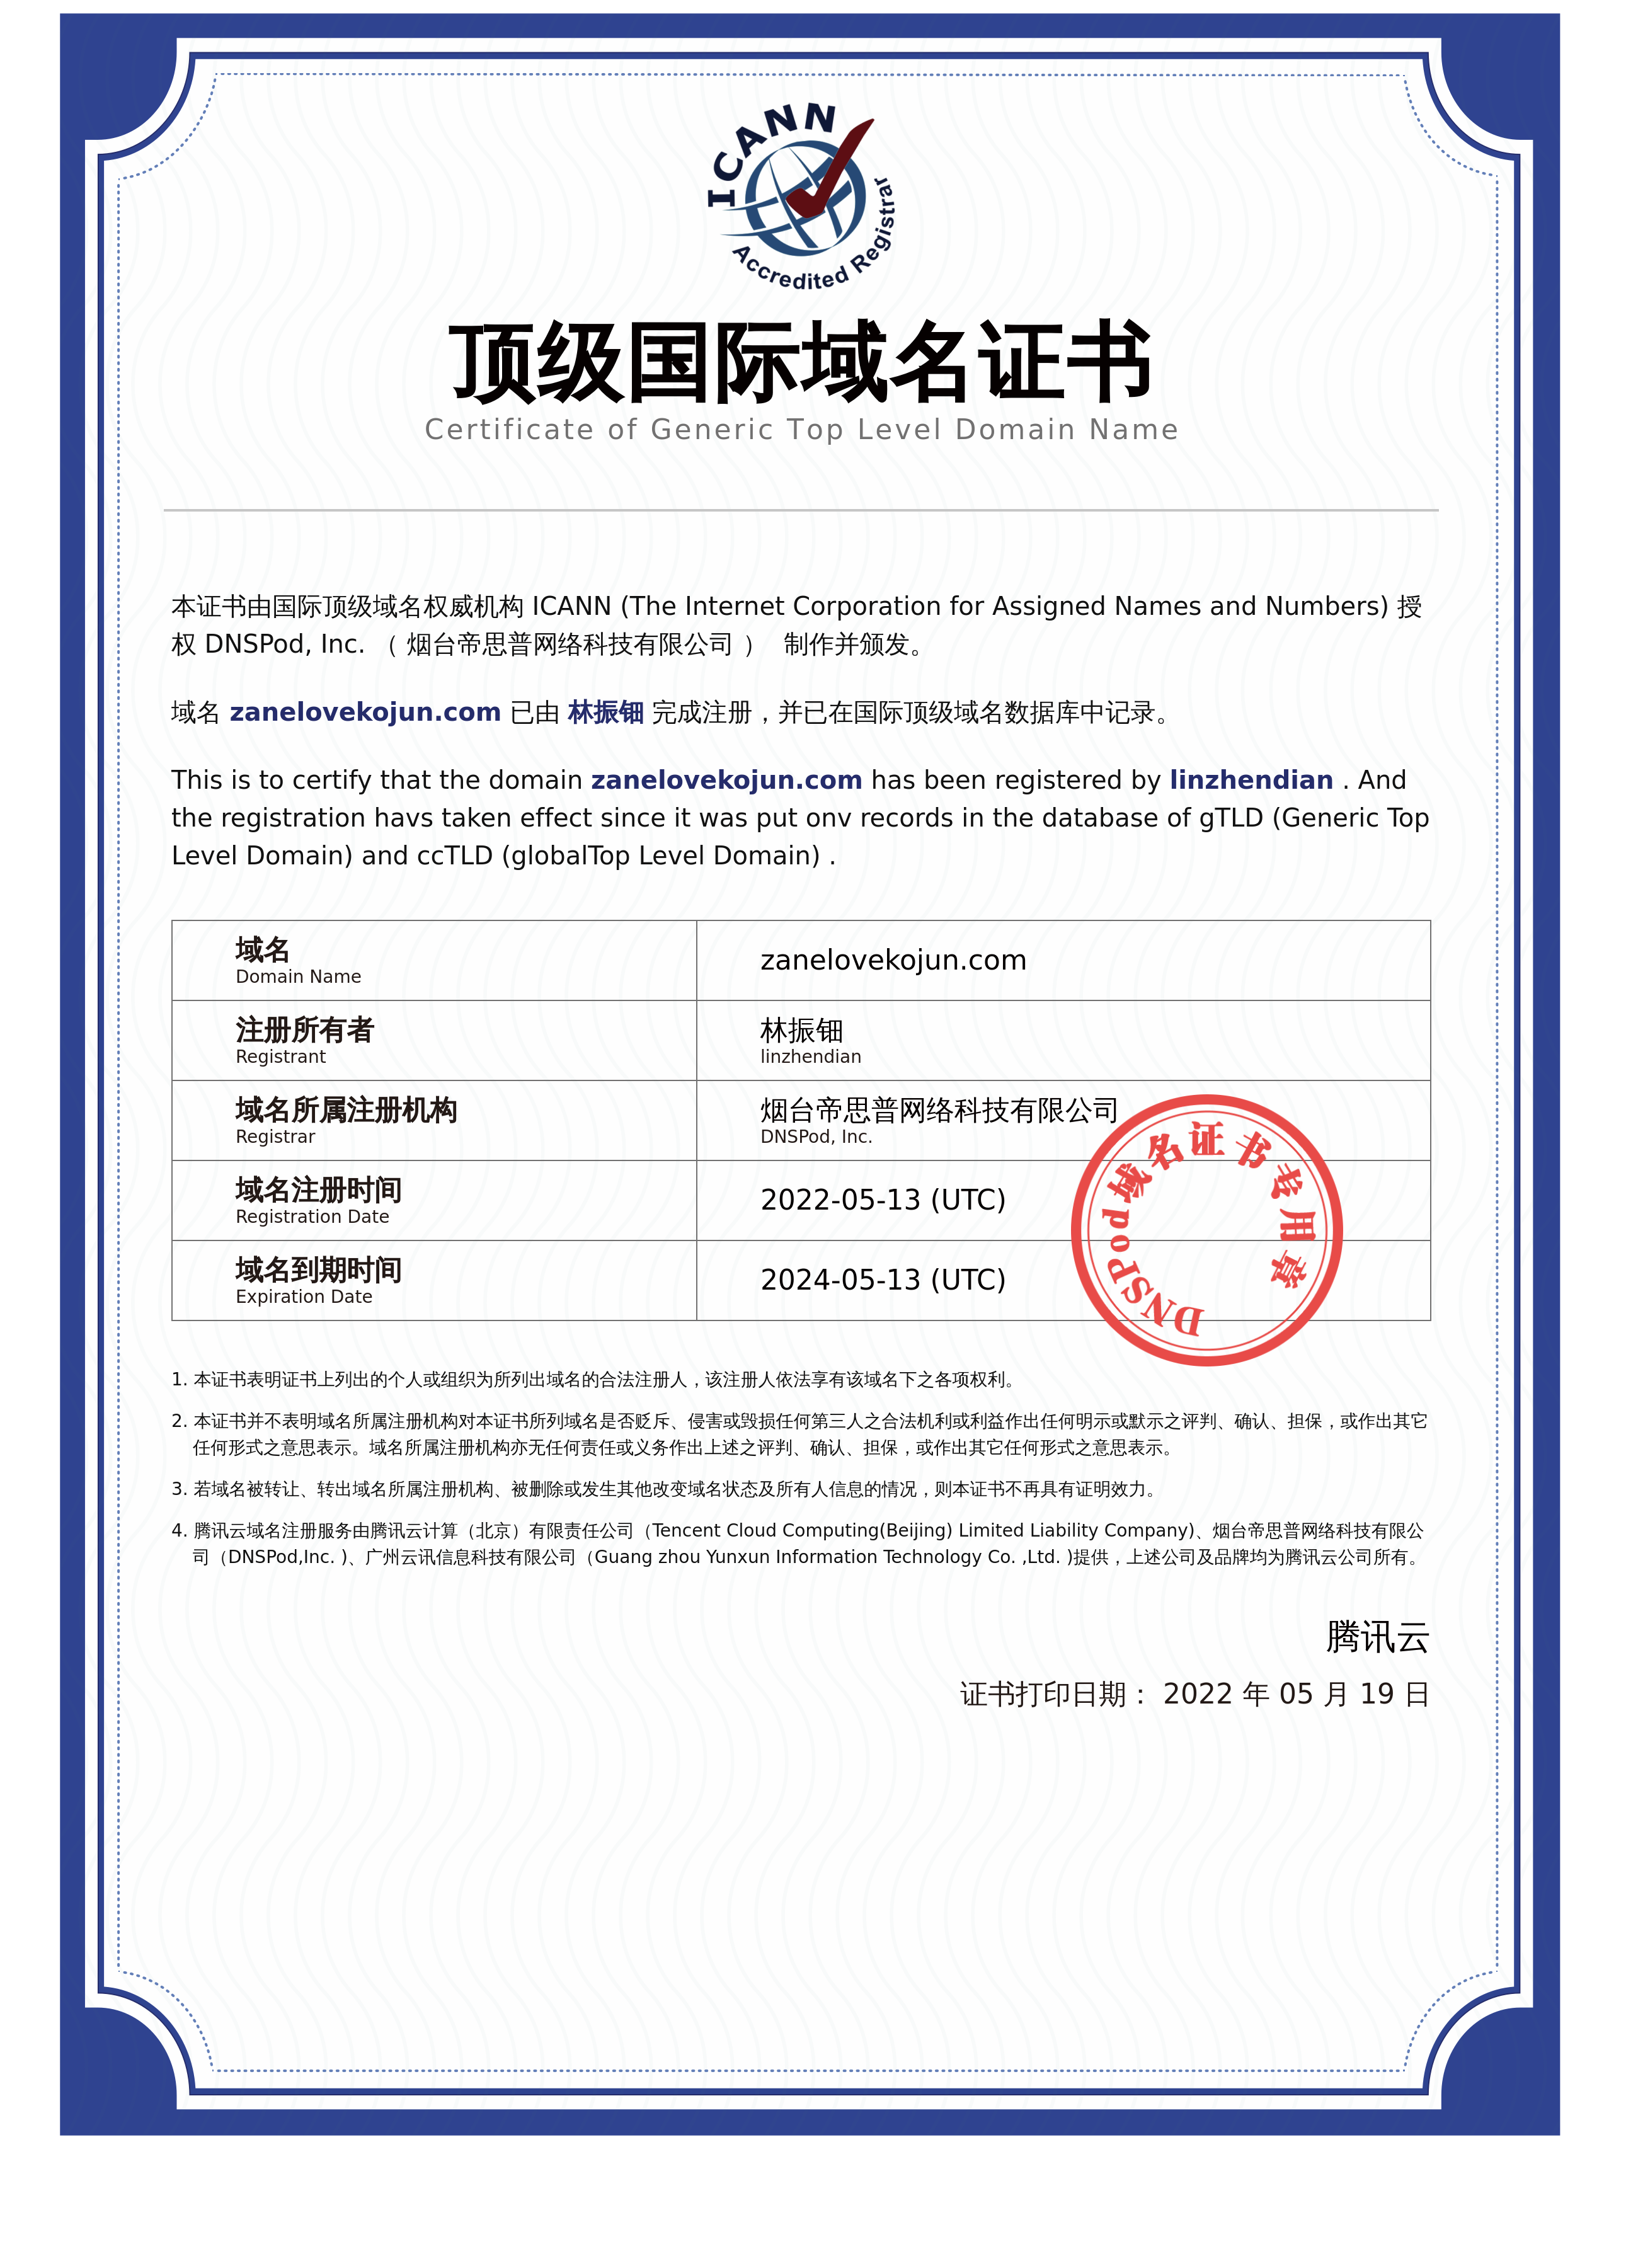 ICANN
Accredited Registrar
顶级国际域名证书
Certificate of Generic Top Level Domain Name
本证书由国际顶级域名权威机构 ICANN (The Internet Corporation for Assigned Names and Numbers) 授
权 DNSPod, Inc. （ 烟台帝思普网络科技有限公司 ） 制作并颁发。
域名 zanelovekojun.com 已由 林振钿 完成注册，并已在国际顶级域名数据库中记录。
This is to certify that the domain zanelovekojun.com has been registered by linzhendian . And
the registration havs taken effect since it was put onv records in the database of gTLD (Generic Top
Level Domain) and ccTLD (globalTop Level Domain) .
域名
Domain Name
zanelovekojun.com
注册所有者
Registrant
林振钿
linzhendian
域名所属注册机构
Registrar
烟台帝思普网络科技有限公司
DNSPod, Inc.
域名注册时间
Registration Date
2022-05-13 (UTC)
域名到期时间
Expiration Date
2024-05-13 (UTC)
DNSPod域名证书专用章
1. 本证书表明证书上列出的个人或组织为所列出域名的合法注册人，该注册人依法享有该域名下之各项权利。
2. 本证书并不表明域名所属注册机构对本证书所列域名是否贬斥、侵害或毁损任何第三人之合法机利或利益作出任何明示或默示之评判、确认、担保，或作出其它
任何形式之意思表示。域名所属注册机构亦无任何责任或义务作出上述之评判、确认、担保，或作出其它任何形式之意思表示。
3. 若域名被转让、转出域名所属注册机构、被删除或发生其他改变域名状态及所有人信息的情况，则本证书不再具有证明效力。
4. 腾讯云域名注册服务由腾讯云计算（北京）有限责任公司（Tencent Cloud Computing(Beijing) Limited Liability Company)、烟台帝思普网络科技有限公
司（DNSPod,Inc. )、广州云讯信息科技有限公司（Guang zhou Yunxun Information Technology Co. ,Ltd. )提供，上述公司及品牌均为腾讯云公司所有。
腾讯云
证书打印日期： 2022 年 05 月 19 日